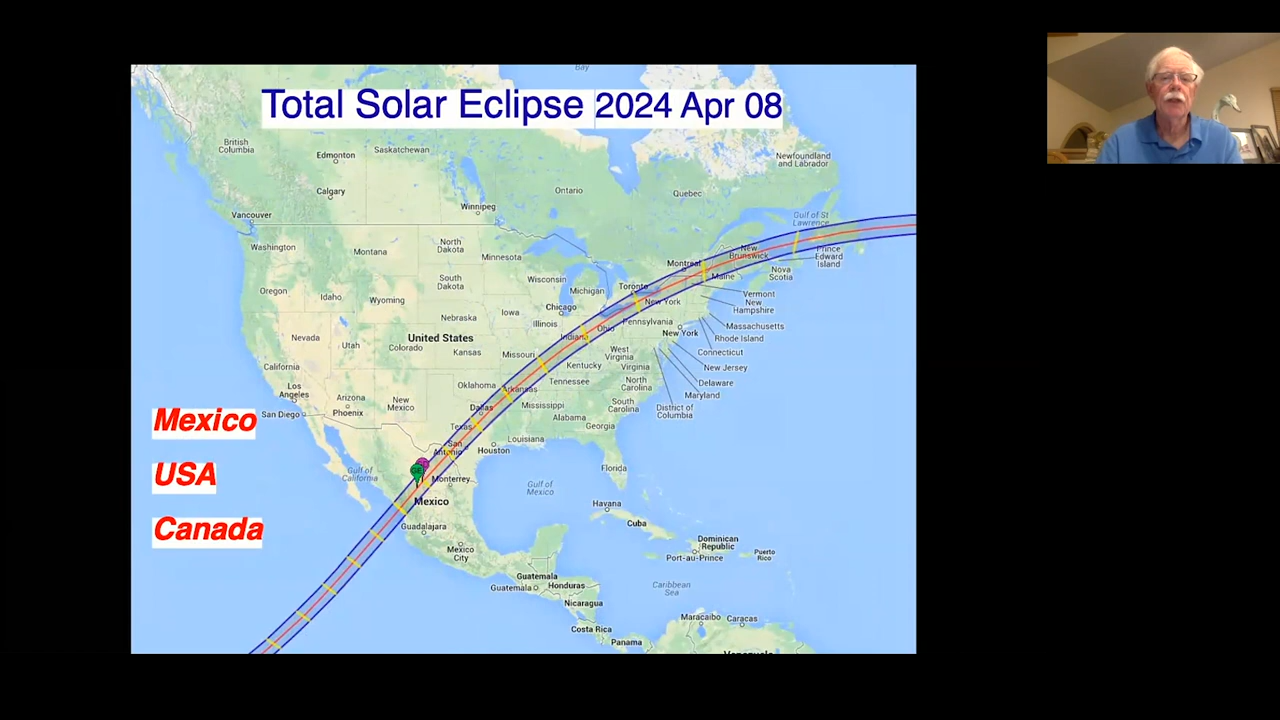 Bay
Total Solar Eclipse 2024 Apr 08
British
Columbia
Edmonton
Saskatchewan
Newfoundland
and Labrador
Calgary
Ontario
Quebec
Winnipeg
Vancouver
Gulf of St
Lawrence
Washington
Montana
North
Dakota
Minnesota
Montreal
New
Brunswick
Prince
Edward
Island
Maine
Nova
Scotia
Oregon
Idaho
Wyoming
South
Dakota
Wisconsin
Michigan
Toronto
New York
Vermont
New
Hampshire
Nebraska
Iowa
Chicago
Illinois
Indiana
Ohio
Pennsylvania
New York
Massachusetts
Rhode Island
Connecticut
New Jersey
Delaware
Maryland
District of
Columbia
Nevada
Utah
Colorado
United States
Kansas
Missouri
West
Virginia
Kentucky
Virginia
California
Los
Angeles
San Diego
Arizona
Phoenix
New
Mexico
Oklahoma
Arkansas
Tennessee
North
Carolina
South
Carolina
Dallas
Mississippi
Alabama
Georgia
Texas
Louisiana
San
Antonio
Houston
Florida
Mexico
USA
Canada
Gulf of
California
GE
Monterrey
Mexico
Gulf of
Mexico
Havana
Cuba
Guadalajara
Mexico
City
Dominican
Republic
Port-au-Prince
Puerto
Rico
Guatemala
Guatemala
Honduras
Caribbean
Sea
Nicaragua
Costa Rica
Panama
Maracaibo
Caracas
Venezuela